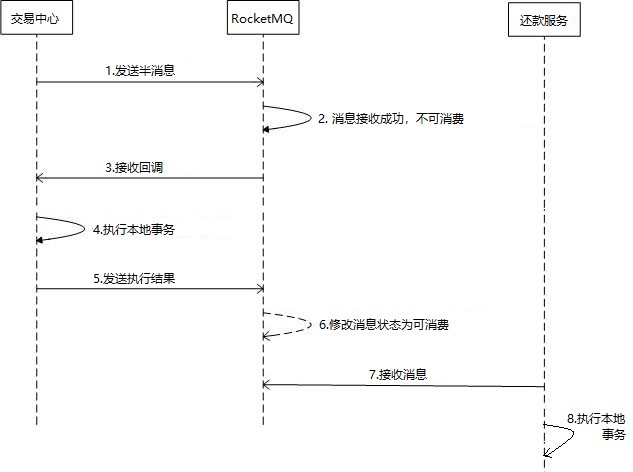 交易中心
RocketMQ
还款服务
1.发送半消息
2. 消息接收成功，不可消费
3.接收回调
4.执行本地事务
5.发送执行结果
6.修改消息状态为可消费
7.接收消息
8.执行本地
事务